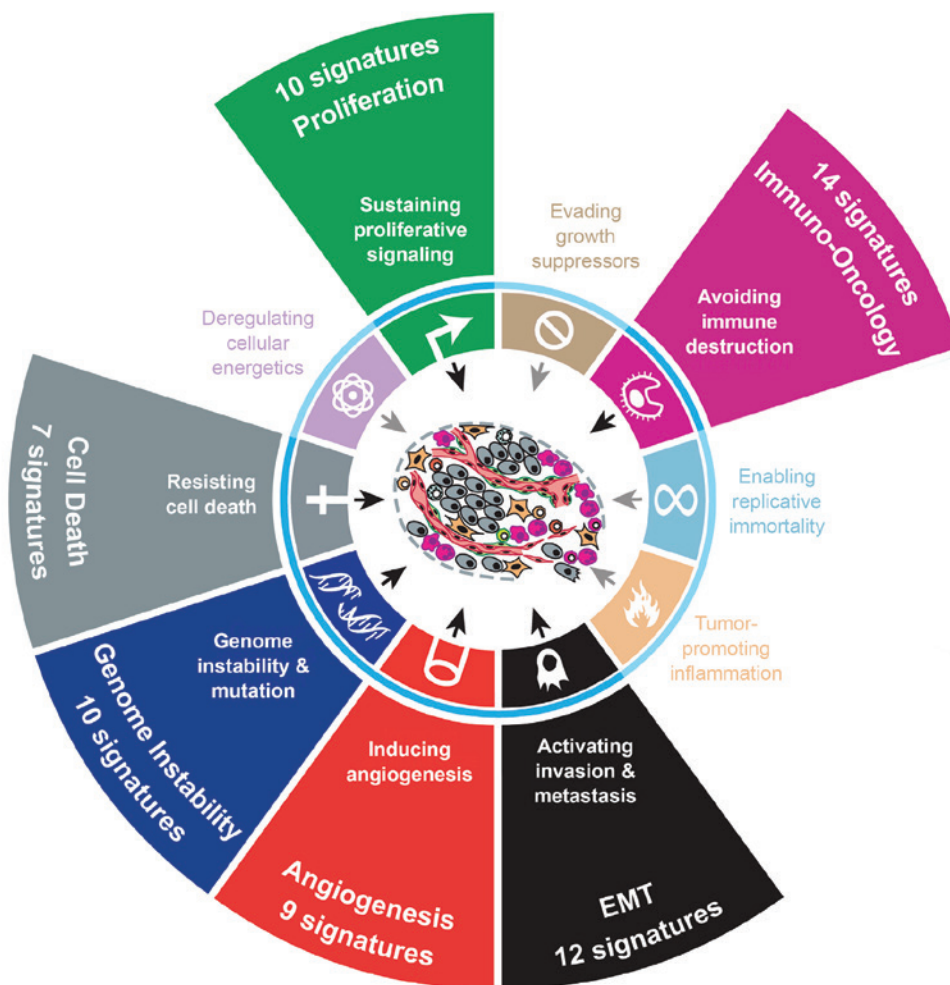 10 signatures
Proliferation
Sustaining
proliferative
signaling
Evading
growth
suppressors
14 signatures
Immuno-Oncology
Avoiding
immune
destruction
Enabling
replicative
immortality
Tumor-
promoting
inflammation
Activating
invasion &
metastasis
EMT
12 signatures
Inducing
angiogenesis
Angiogenesis
9 signatures
Genome
instability &
mutation
Genome Instability
10 signatures
Resisting
cell death
Cell Death
7 signatures
Deregulating
cellular
energetics